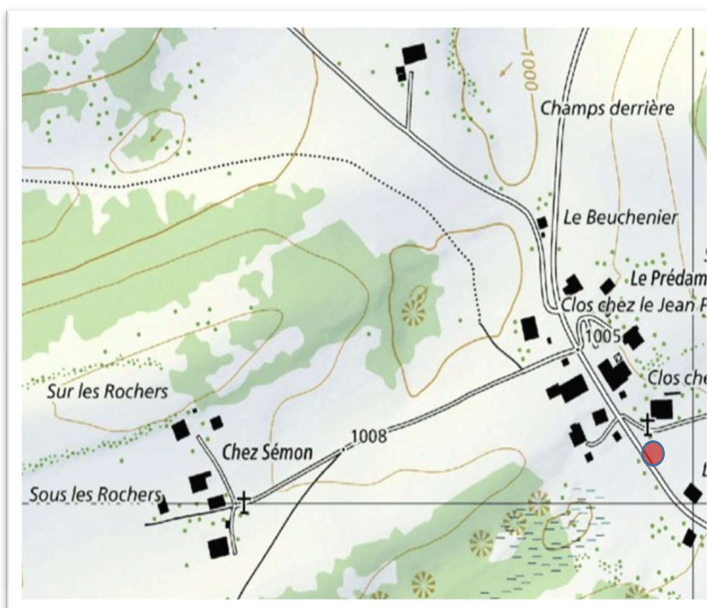 1000
Champs derrière
Le Beuchenier
Le Prédam
Clos chez le Jean P
1005
Clos che
Sur les Rochers
1008
Chez Sémon
Sous les Rochers